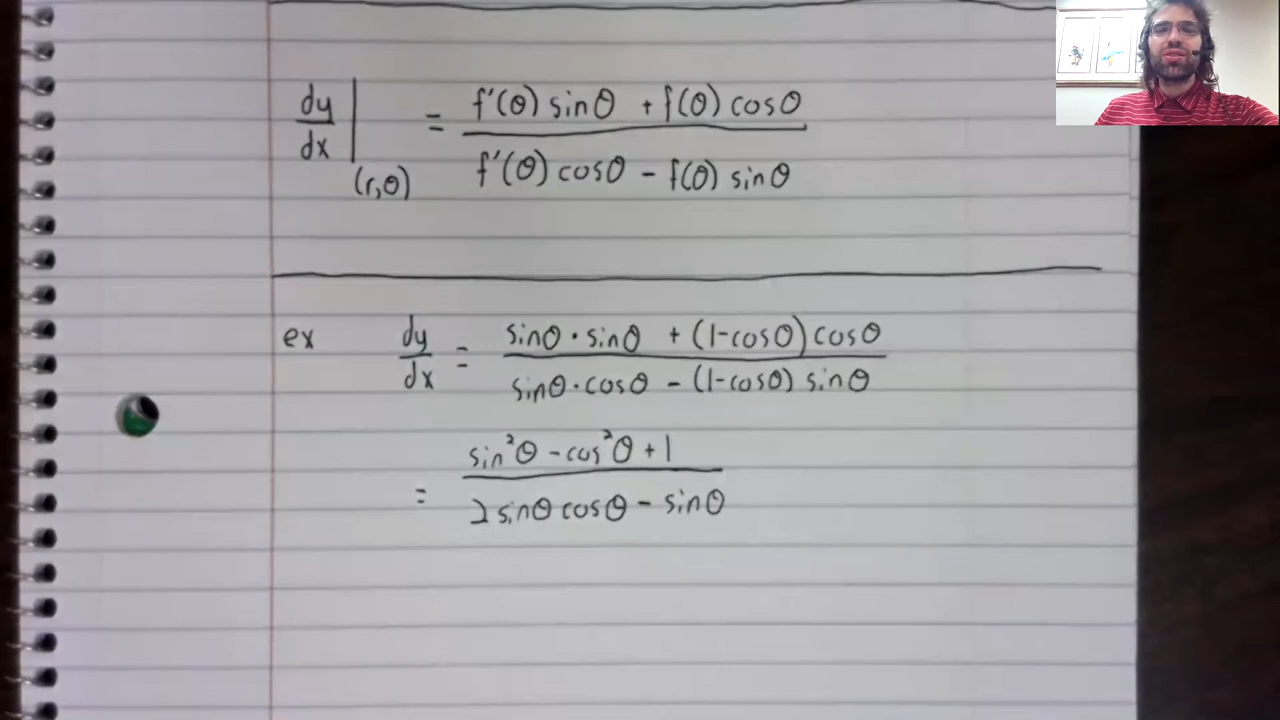 dy/dx |(r,θ) = (f'(θ) sinθ + f(θ) cosθ) / (f'(θ) cosθ - f(θ) sinθ)
ex dy/dx = (sinθ · sinθ + (1-cosθ) cosθ) / (sinθ · cosθ - (1-cosθ) sinθ)
= (sin²θ - cos²θ + 1) / (2 sinθ cosθ - sinθ)